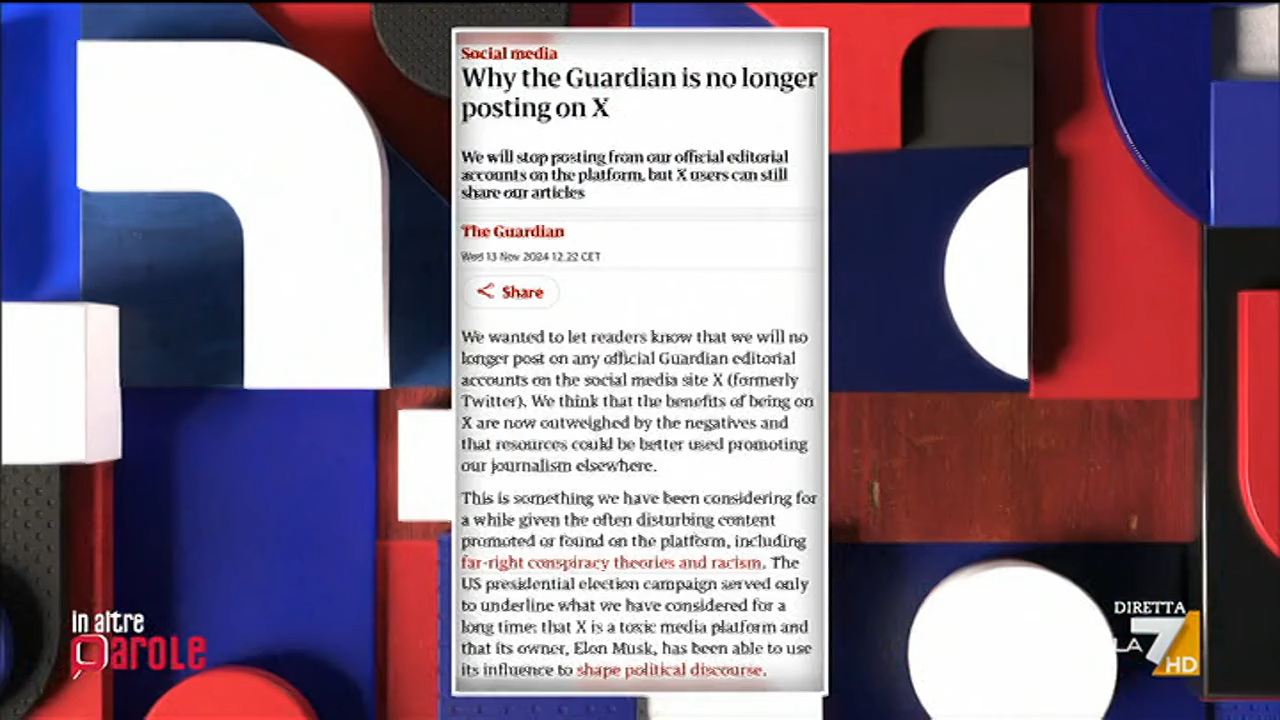 Social media
Why the Guardian is no longer
posting on X
We will stop posting from our official editorial
accounts on the platform, but X users can still
share our articles
The Guardian
Wed 13 Nov 2024 12.22 CET
Share
We wanted to let readers know that we will no
longer post on any official Guardian editorial
accounts on the social media site X (formerly
Twitter). We think that the benefits of being on
X are now outweighed by the negatives and
that resources could be better used promoting
our journalism elsewhere.
This is something we have been considering for
a while given the often disturbing content
promoted or found on the platform, including
far-right conspiracy theories and racism. The
US presidential election campaign served only
to underline what we have considered for a
long time: that X is a toxic media platform and
that its owner, Elon Musk, has been able to use
its influence to shape political discourse.
In altre
Parole
DIRETTA
LA7
HD